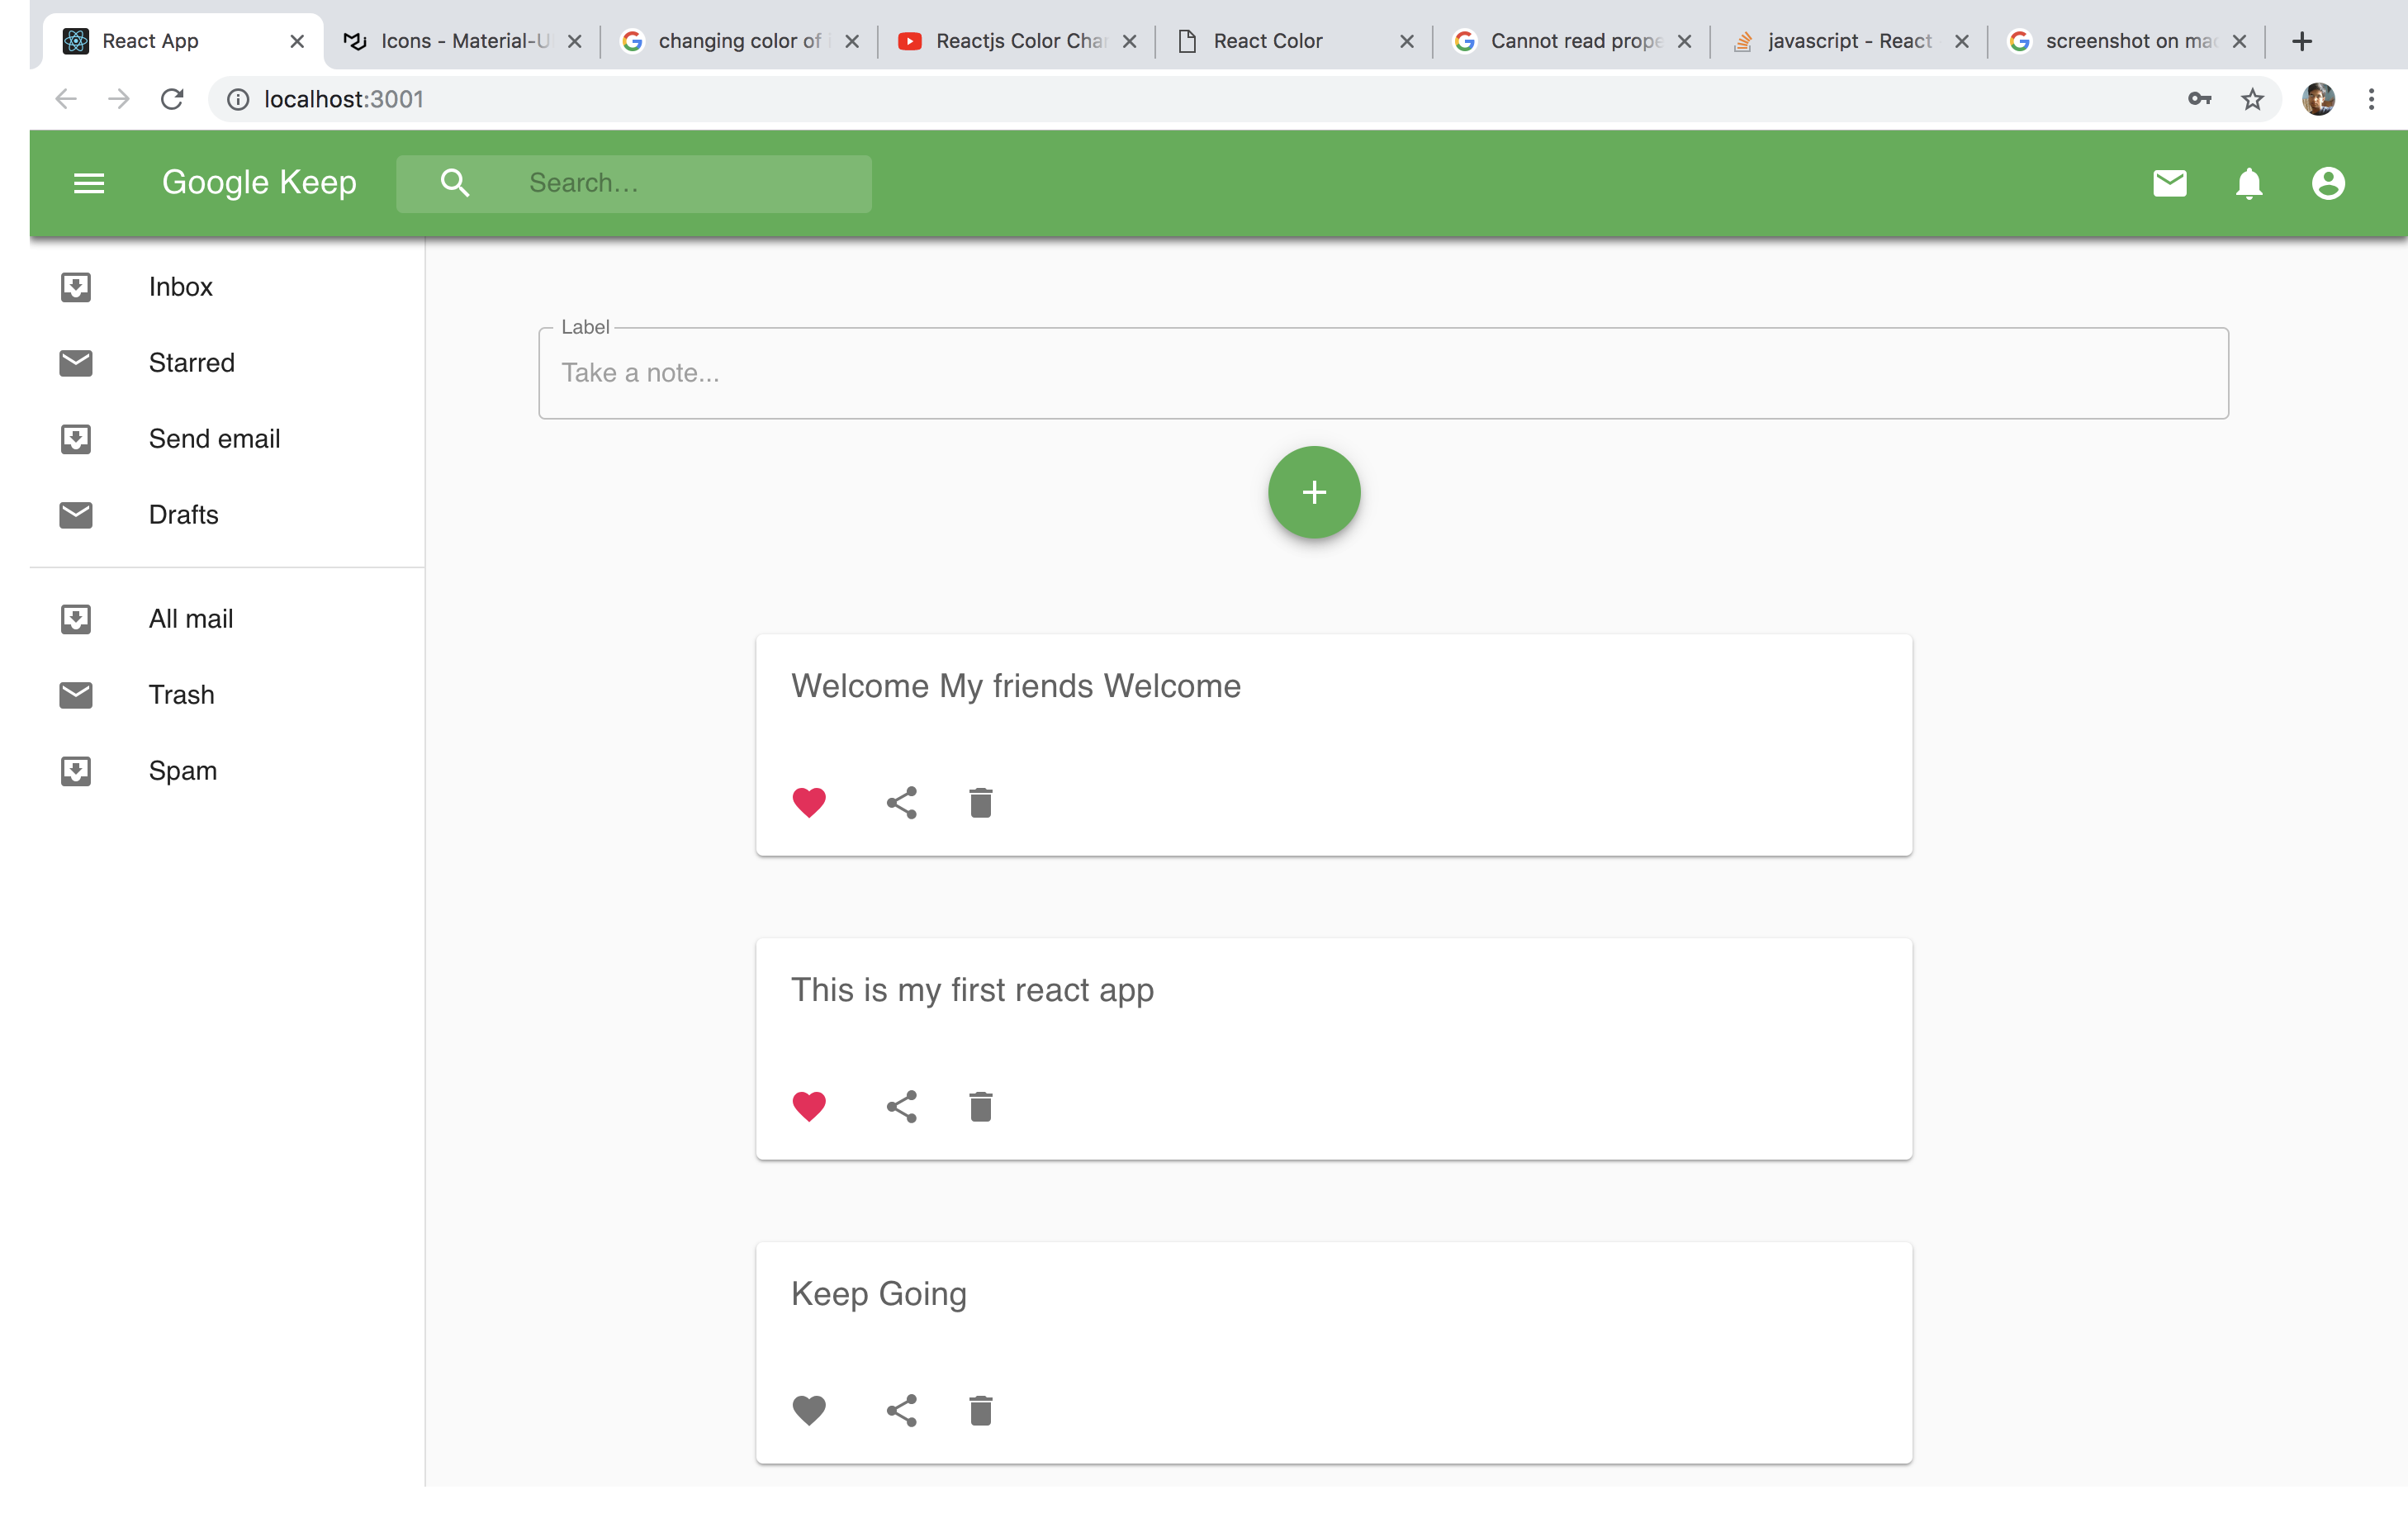 React App
Icons - Material-U
changing color of
Reactjs Color Cha
React Color
Cannot read prope
javascript - React
screenshot on ma
localhost:3001
Google Keep
Search...
Inbox
Starred
Send email
Drafts
All mail
Trash
Spam
Label
Take a note...
Welcome My friends Welcome
This is my first react app
Keep Going